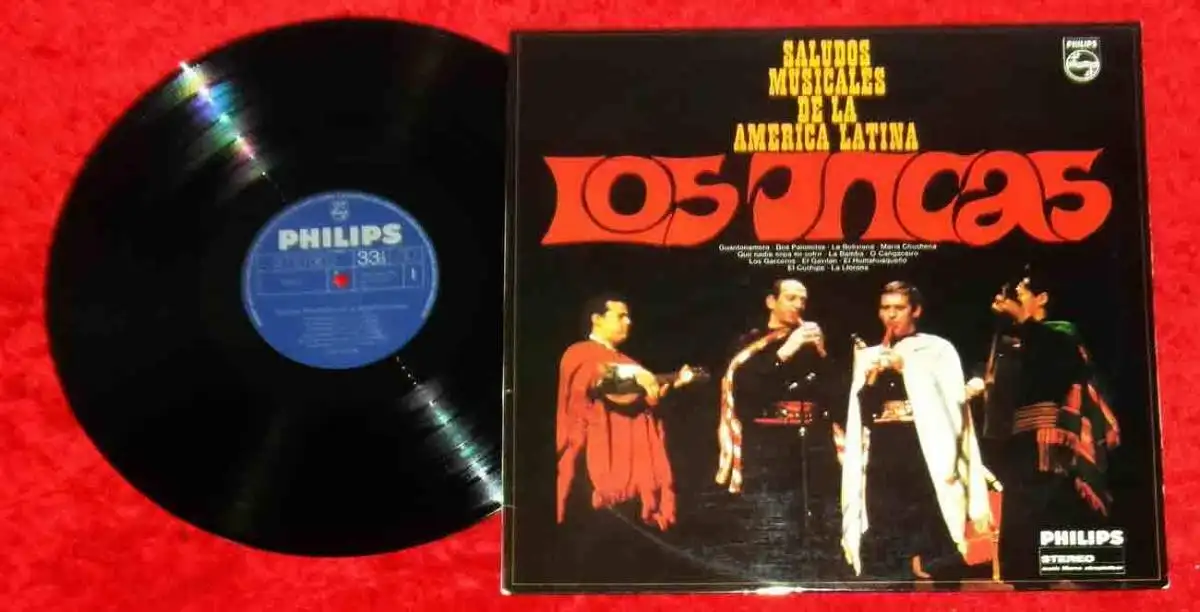 PHILIPS
33⅓
1
SALUDOS
MUSICALES
DE LA
AMERICA LATINA
PHILIPS
LOS INCAS
Guantanamera · Dos Palomitas · La Boliviana · Maria Chuchena
Que nadie sepa mi sufrir · La Bamba · O Cangaceiro
Los Garceros · El Gavilan · El Humahuaqueño
El Cuchipe · La Llorona
PHILIPS
STEREO